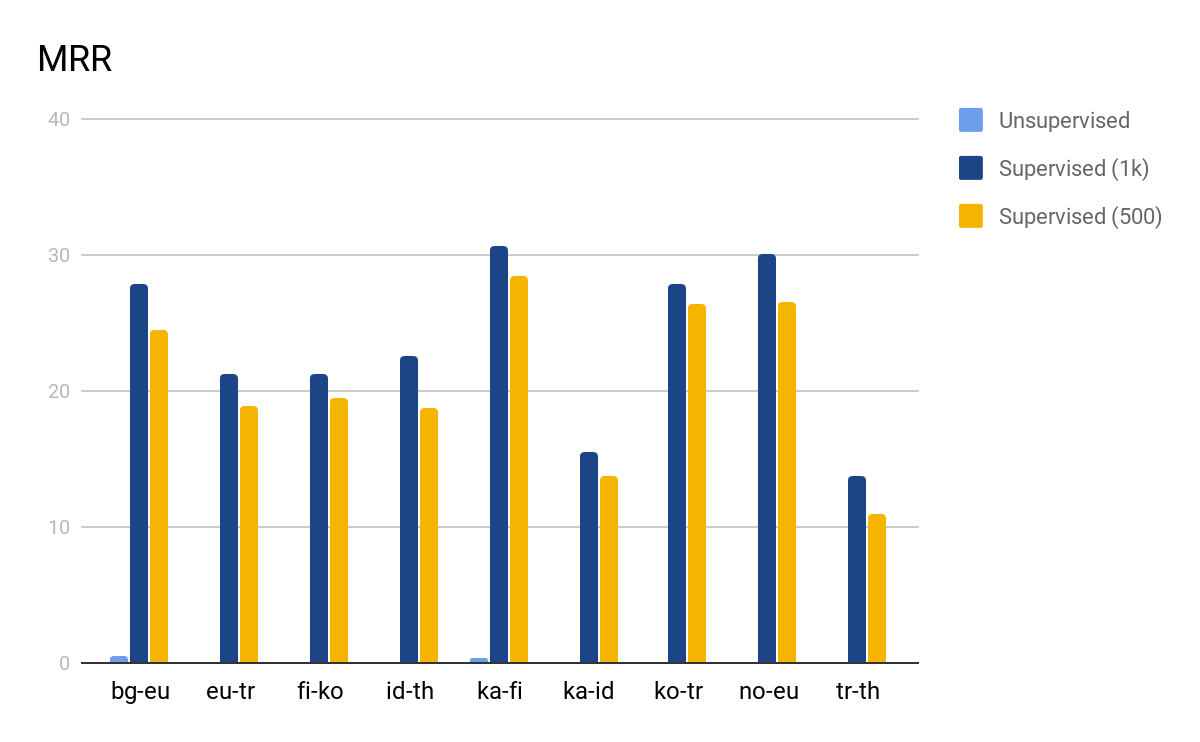 MRR
40
30
20
10
0
bg-eu
eu-tr
fi-ko
id-th
ka-fi
ka-id
ko-tr
no-eu
tr-th
Unsupervised
Supervised (1k)
Supervised (500)